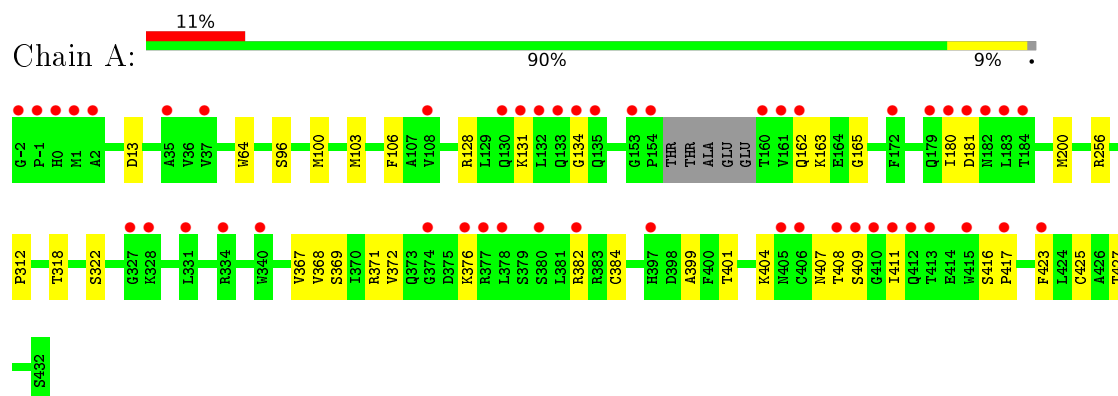 11%
Chain A:
90% 9% •
G-2 P-1 H0 M1 A2 D13 A35 V36 V37 W64 S96 M100 M103 F106 A107 V108 R128 L129 Q130 K131 L132 Q133 G134 Q135 G153 P154 THR THR ALA GLU GLU T160 V161 Q162 K163 E164 G165 F172 Q179 I180 D181 N182 L183 T184 M200 R256
P312 T318 S322 G327 K328 L331 R334 W340 V367 V368 S369 I370 R371 V372 Q373 G374 D375 K376 R377 L378 S379 S380 L381 R382 R383 C384 H397 D398 A399 F400 T401 K404 N405 C406 N407 T408 S409 G410 I411 Q412 T413 E414 W415 S416 P417 F423 L424 C425 A426 T427
S432